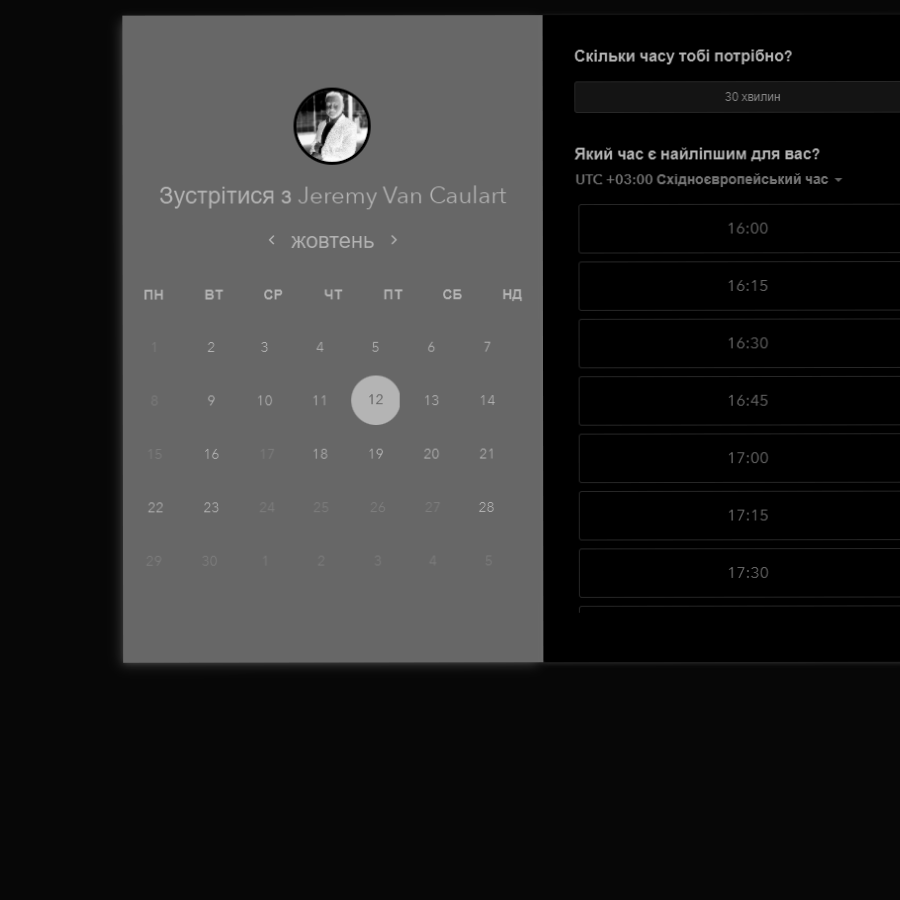 Зустрітися з Jeremy Van Caulart
жовтень
ПН ВТ СР ЧТ ПТ СБ НД
1 2 3 4 5 6 7
8 9 10 11 12 13 14
15 16 17 18 19 20 21
22 23 24 25 26 27 28
29 30 1 2 3 4 5
Скільки часу тобі потрібно?
30 хвилин
Який час є найліпшим для вас?
UTC +03:00 Східноєвропейський час
16:00
16:15
16:30
16:45
17:00
17:15
17:30